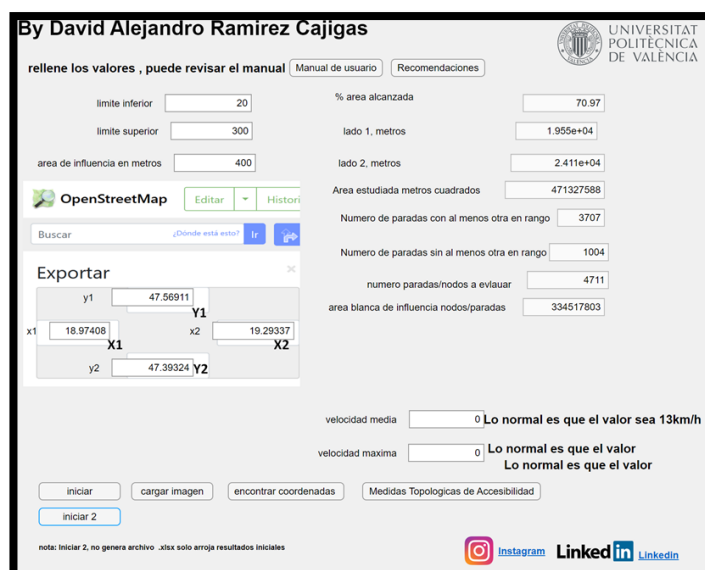 By David Alejandro Ramirez Cajigas
UNIVERSITAT
POLITÈCNICA
DE VALÈNCIA
rellene los valores , puede revisar el manual Manual de usuario Recomendaciones
limite inferior 20
limite superior 300
area de influencia en metros 400
% area alcanzada 70.97
lado 1, metros 1.955e+04
lado 2, metros 2.411e+04
Area estudiada metros cuadrados 471327588
Numero de paradas con al menos otra en rango 3707
Numero de paradas sin al menos otra en rango 1004
numero paradas/nodos a evlauar 4711
area blanca de influencia nodos/paradas 334517803
OpenStreetMap Editar Histori
Buscar ¿Dónde está esto? Ir
Exportar ×
y1 47.56911
Y1
x1 18.97408 x2 19.29337
X1 X2
y2 47.39324 Y2
velocidad media 0 Lo normal es que el valor sea 13km/h
velocidad maxima 0 Lo normal es que el valor
Lo normal es que el valor
iniciar cargar imagen encontrar coordenadas Medidas Topologicas de Accesibilidad
iniciar 2
nota: Iniciar 2, no genera archivo .xlsx solo arroja resultados iniciales
Instagram Linked in Linkedin